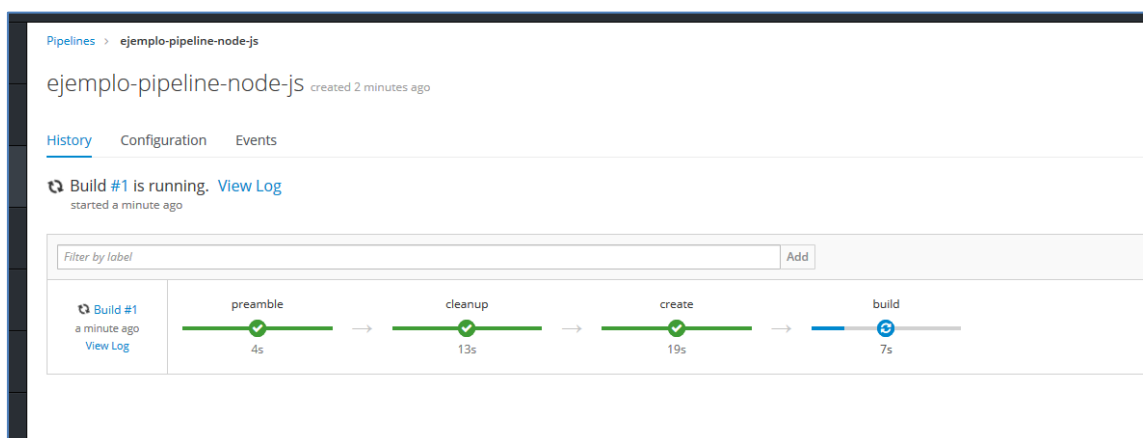 Pipelines > ejemplo-pipeline-node-js
ejemplo-pipeline-node-js created 2 minutes ago
History Configuration Events
Build #1 is running. View Log
started a minute ago
Filter by label Add
Build #1
a minute ago
View Log
preamble cleanup create build
4s 13s 19s 7s